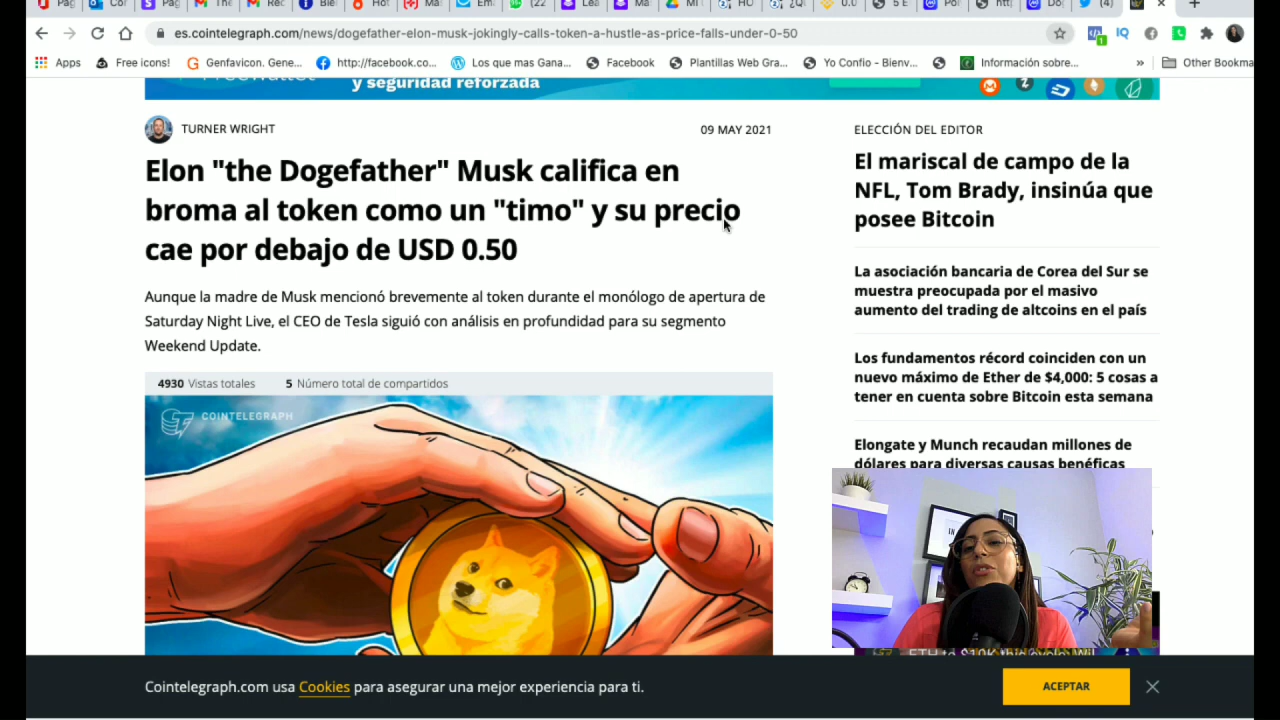 es.cointelegraph.com/news/dogefather-elon-musk-jokingly-calls-token-a-hustle-as-price-falls-under-0-50
Apps
Free icons!
Genfavicon. Gene...
http://facebook.co...
Los que mas Gana...
Facebook
Plantillas Web Gra...
Yo Confio - Bienv...
Información sobre...
»
Other Bookma
y seguridad reforzada
TURNER WRIGHT
09 MAY 2021
Elon "the Dogefather" Musk califica en
broma al token como un "timo" y su precio
cae por debajo de USD 0.50
Aunque la madre de Musk mencionó brevemente al token durante el monólogo de apertura de
Saturday Night Live, el CEO de Tesla siguió con análisis en profundidad para su segmento
Weekend Update.
4930 Vistas totales 5 Número total de compartidos
COINTELEGRAPH
ELECCIÓN DEL EDITOR
El mariscal de campo de la
NFL, Tom Brady, insinúa que
posee Bitcoin
La asociación bancaria de Corea del Sur se
muestra preocupada por el masivo
aumento del trading de altcoins en el país
Los fundamentos récord coinciden con un
nuevo máximo de Ether de $4,000: 5 cosas a
tener en cuenta sobre Bitcoin esta semana
Elongate y Munch recaudan millones de
dólares para diversas causas benéficas
Cointelegraph.com usa Cookies para asegurar una mejor experiencia para ti.
ACEPTAR